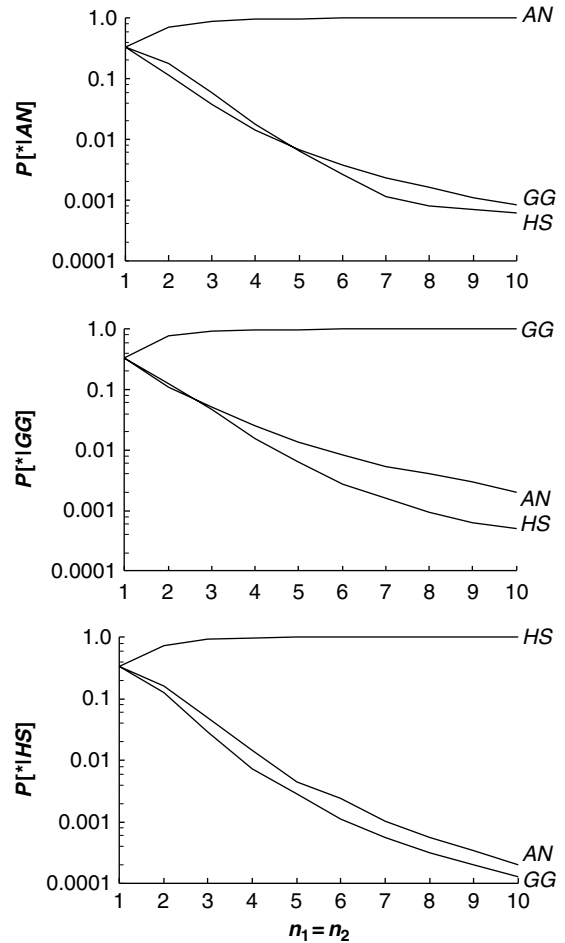 P[*|AN]
1.0
0.1
0.01
0.001
0.0001
AN
GG
HS
1 2 3 4 5 6 7 8 9 10
P[*|GG]
1.0
0.1
0.01
0.001
0.0001
GG
AN
HS
1 2 3 4 5 6 7 8 9 10
P[*|HS]
1.0
0.1
0.01
0.001
0.0001
HS
AN
GG
1 2 3 4 5 6 7 8 9 10
n₁ = n₂